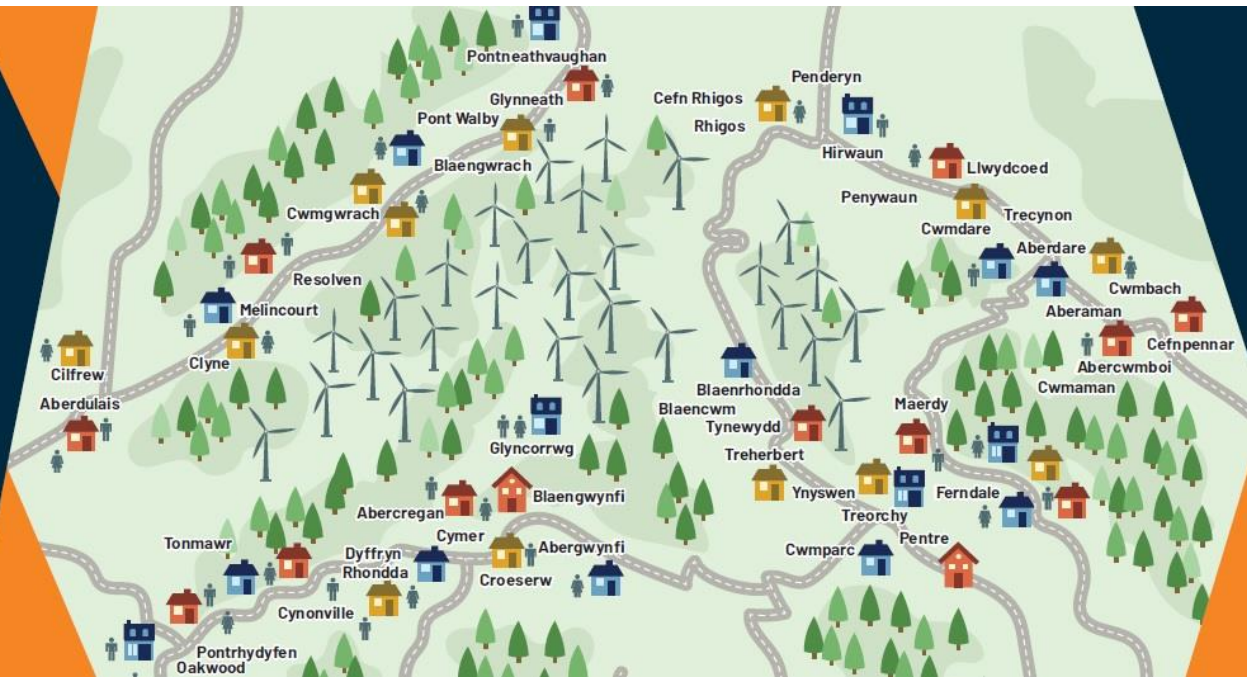 Pontneathvaughan
Penderyn
Glynneath
Cefn Rhigos
Pont Walby
Rhigos
Hirwaun
Blaengwrach
Llwydcoed
Penywaun
Cwmgwrach
Trecynon
Cwmdare
Aberdare
Resolven
Cwmbach
Melincourt
Aberaman
Cefnpennar
Clyne
Abercwmboi
Cilfrew
Cwmaman
Blaenrhondda
Aberdulais
Maerdy
Blaencwm
Tynewydd
Glyncorrwg
Treherbert
Ynyswen
Ferndale
Blaengwynfi
Abercregan
Treorchy
Cymer
Pentre
Tonmawr
Abergwynfi
Cwmparc
Dyffryn
Rhondda
Croeserw
Cynonville
Pontrhydyfen
Oakwood